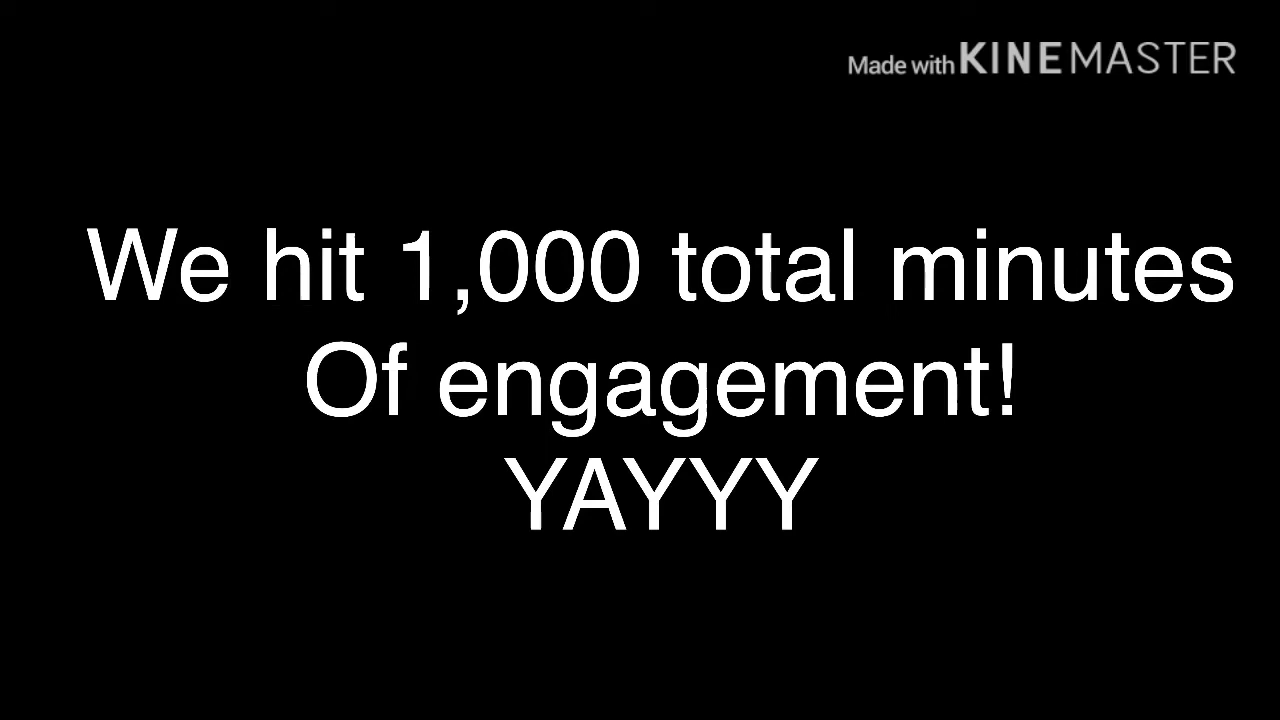 Made with KINEMASTER
We hit 1,000 total minutes
Of engagement!
YAYYY